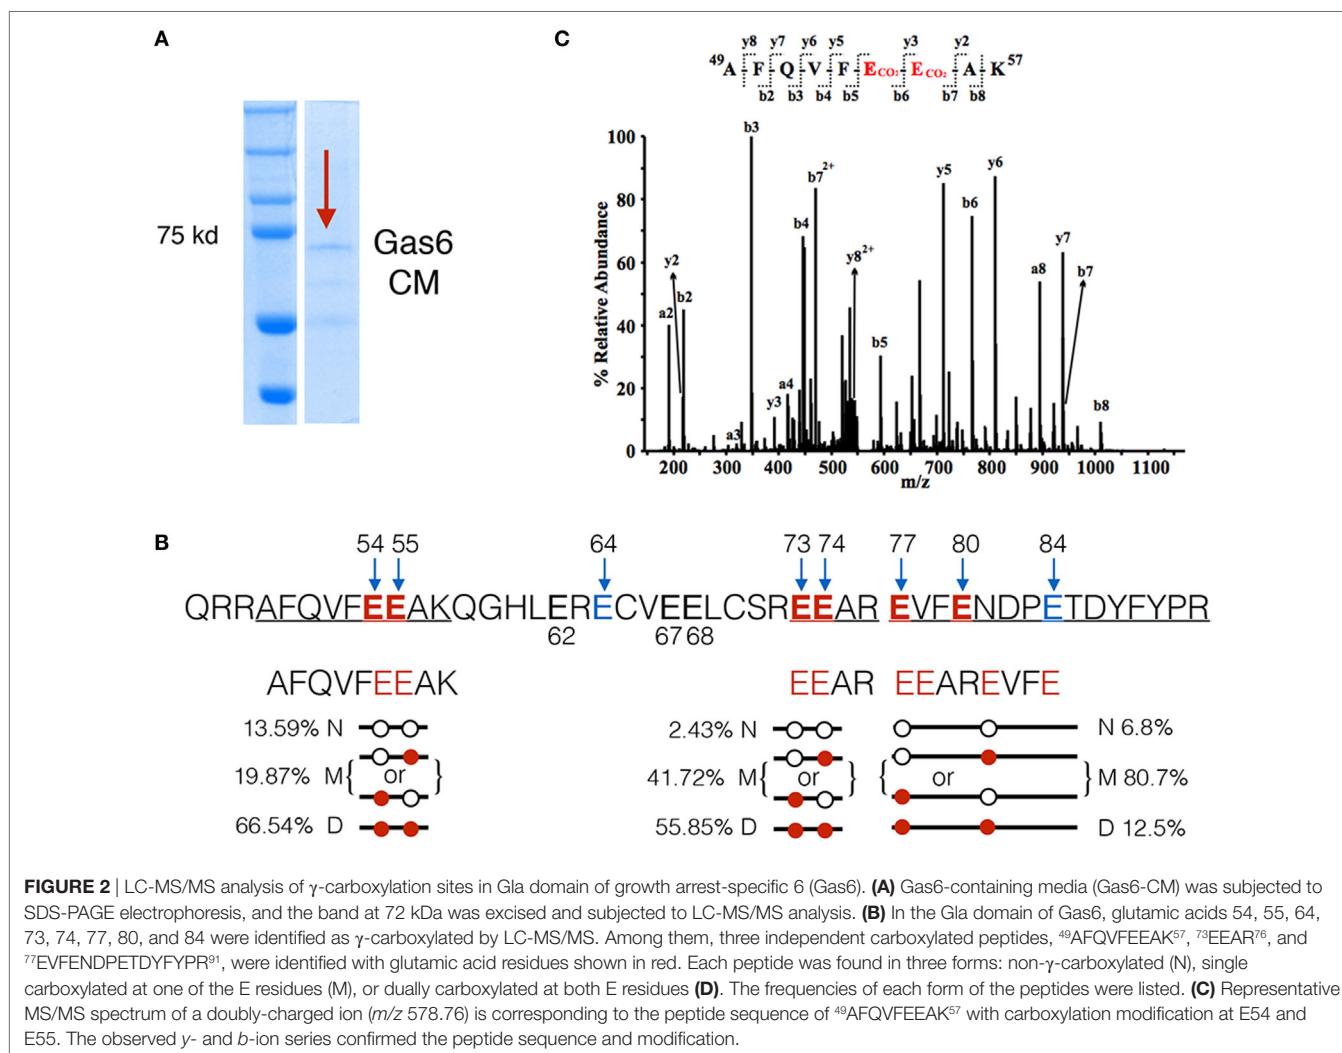 A
75 kd
Gas6
CM
C
y8 y7 y6 y5 y3 y2
49A F Q V F ECO2 ECO2 A K57
b2 b3 b4 b5 b6 b7 b8
% Relative Abundance
100
80
60
40
20
0
b3
b72+
y5
y6
b6
b4
y82+
y7
y2
a8
b7
b2
a2
b5
a4
y3
a3
b8
200 300 400 500 600 700 800 900 1000 1100
m/z
B
54 55 64 73 74 77 80 84
QRRAFQVFEEAKQGHLERECVEELCSREEAR EVFENDPETDYFYPR
62 67 68
AFQVFEEAK EEAR EEAREVFE
13.59% N 2.43% N N 6.8%
19.87% M{ or } 41.72% M{ or } { or } M 80.7%
66.54% D 55.85% D D 12.5%
FIGURE 2 | LC-MS/MS analysis of γ-carboxylation sites in Gla domain of growth arrest-specific 6 (Gas6). (A) Gas6-containing media (Gas6-CM) was subjected to
SDS-PAGE electrophoresis, and the band at 72 kDa was excised and subjected to LC-MS/MS analysis. (B) In the Gla domain of Gas6, glutamic acids 54, 55, 64,
73, 74, 77, 80, and 84 were identified as γ-carboxylated by LC-MS/MS. Among them, three independent carboxylated peptides, 49AFQVFEEAK57, 73EEAR76, and
77EVFENDPETDYFYPR91, were identified with glutamic acid residues shown in red. Each peptide was found in three forms: non-γ-carboxylated (N), single
carboxylated at one of the E residues (M), or dually carboxylated at both E residues (D). The frequencies of each form of the peptides were listed. (C) Representative
MS/MS spectrum of a doubly-charged ion (m/z 578.76) is corresponding to the peptide sequence of 49AFQVFEEAK57 with carboxylation modification at E54 and
E55. The observed y- and b-ion series confirmed the peptide sequence and modification.